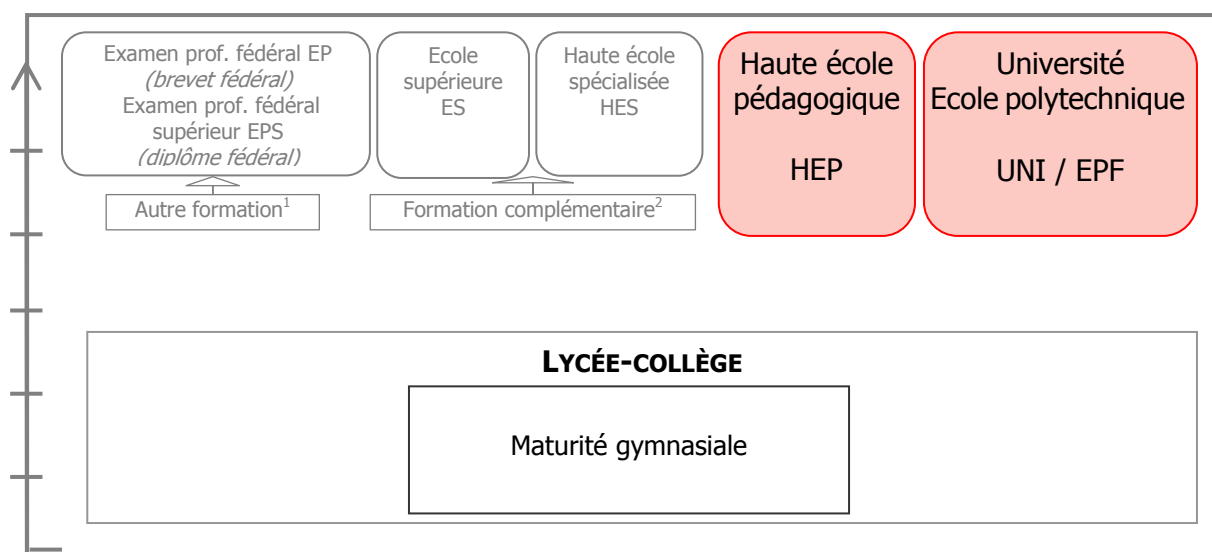 Examen prof. fédéral EP
(brevet fédéral)
Examen prof. fédéral
supérieur EPS
(diplôme fédéral)
Ecole
supérieure
ES
Haute école
spécialisée
HES
Haute école
pédagogique
HEP
Université
Ecole polytechnique
UNI / EPF
Autre formation¹
Formation complémentaire²
LYCÉE-COLLÈGE
Maturité gymnasiale